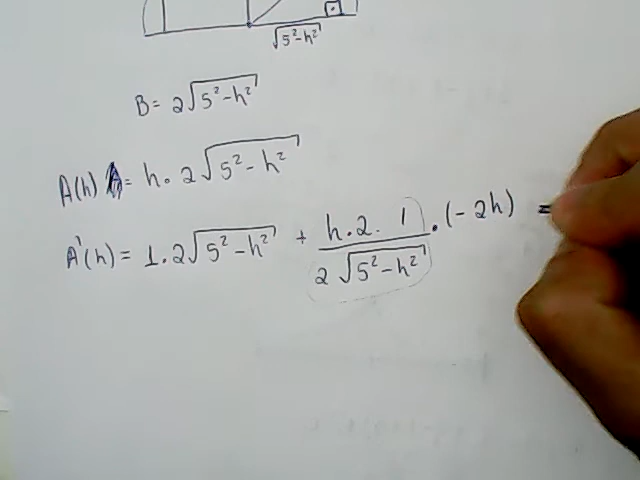 √5²-h²
B = 2√5²-h²
A(h) = h · 2√5²-h²
A'(h) = 1 . 2√5²-h² + h.2. 1 / 2√5²-h² . (-2h) =